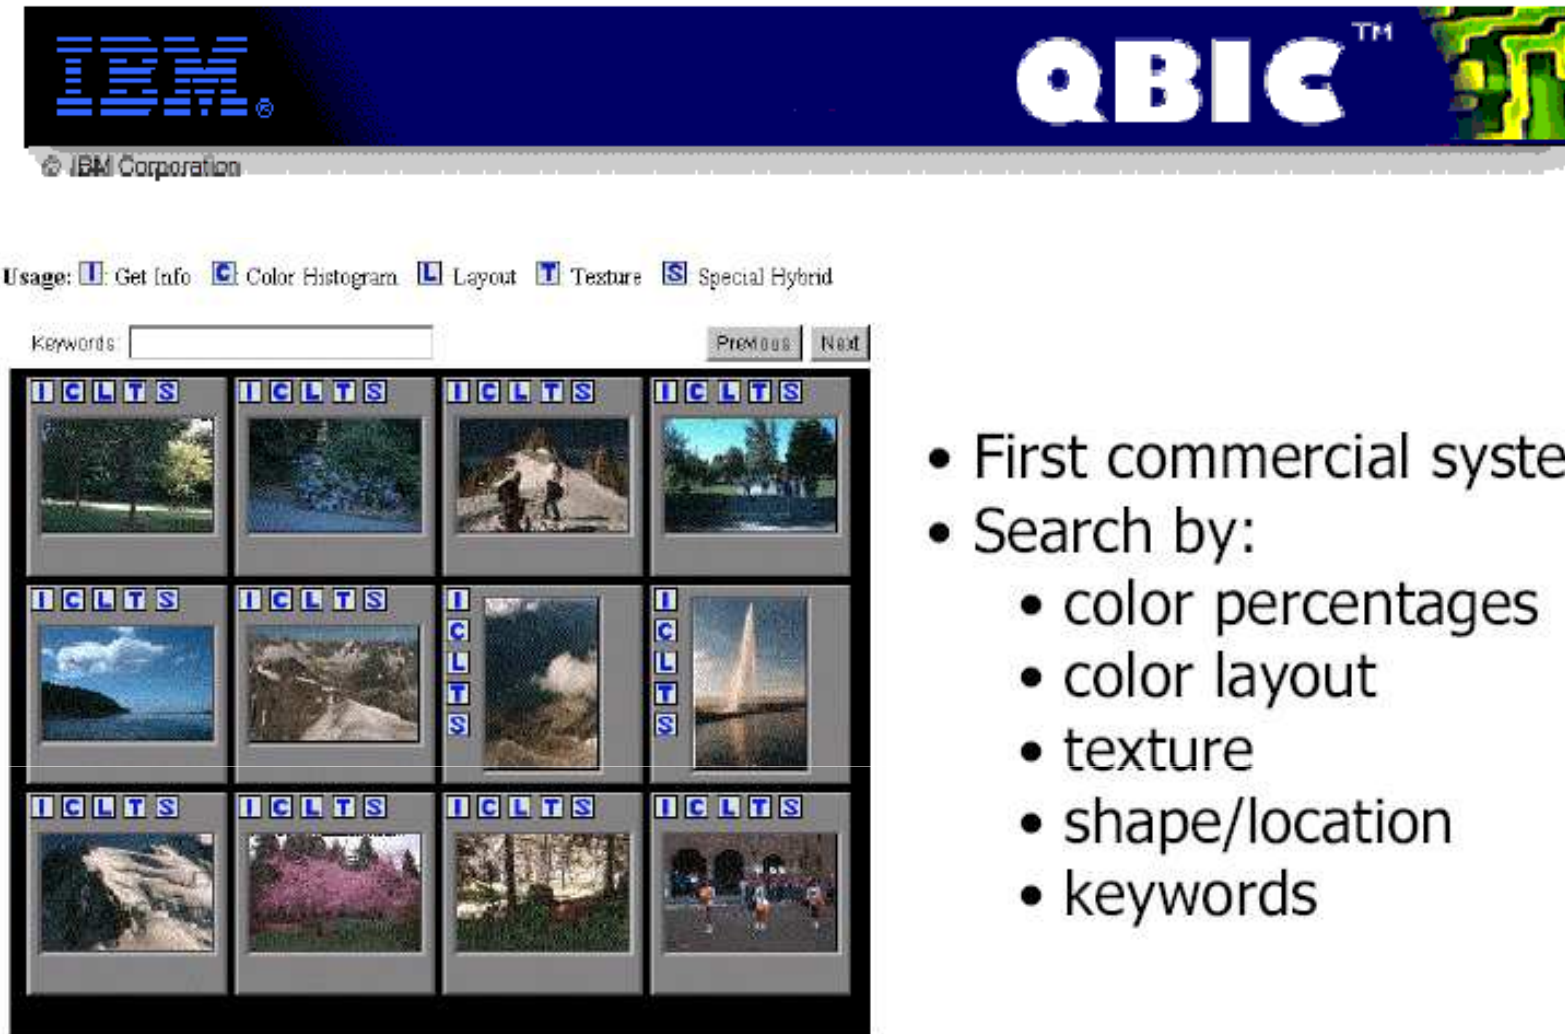 IBM®
QBIC™
© IBM Corporation
Usage: I: Get Info C: Color Histogram L Layout T Texture S Special Hybrid
Keywords: Previous Next
I C L T S I C L T S I C L T S I C L T S
I C L T S I C L T S I C L T S I C L T S
I C L T S I C L T S I C L T S I C L T S
• First commercial syste
• Search by:
• color percentages
• color layout
• texture
• shape/location
• keywords